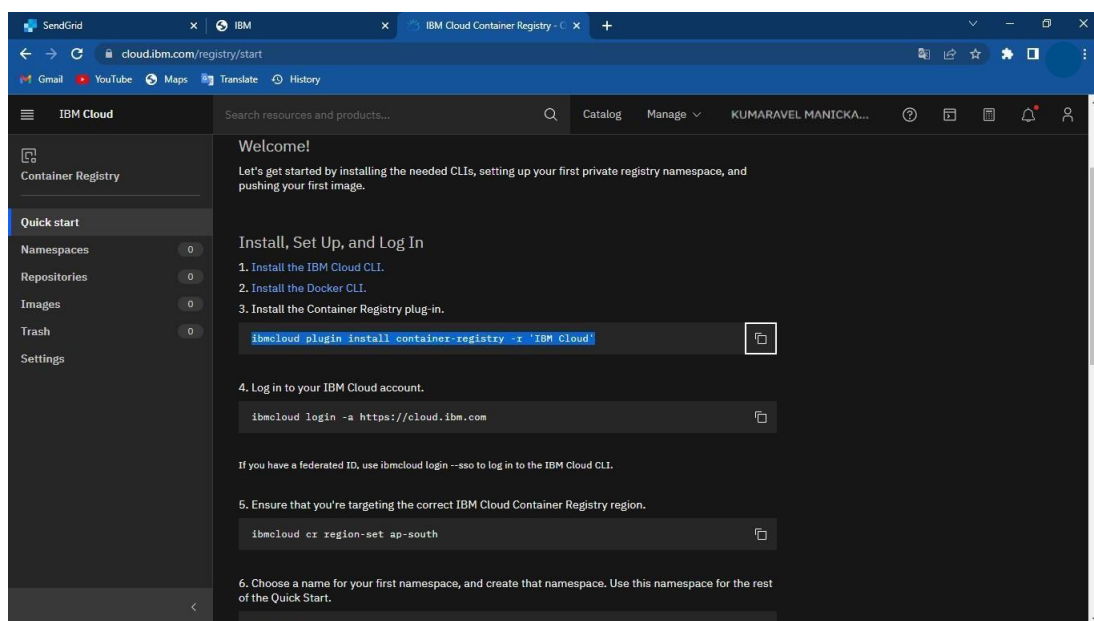 SendGrid
IBM
IBM Cloud Container Registry - C
cloud.ibm.com/registry/start
Gmail
YouTube
Maps
Translate
History
IBM Cloud
Search resources and products...
Catalog
Manage
KUMARAVEL MANICKA...
Container Registry
Quick start
Namespaces 0
Repositories 0
Images 0
Trash 0
Settings
Welcome!
Let's get started by installing the needed CLIs, setting up your first private registry namespace, and
pushing your first image.
Install, Set Up, and Log In
1. Install the IBM Cloud CLI.
2. Install the Docker CLI.
3. Install the Container Registry plug-in.
ibmcloud plugin install container-registry -r 'IBM Cloud'
4. Log in to your IBM Cloud account.
ibmcloud login -a https://cloud.ibm.com
If you have a federated ID, use ibmcloud login --sso to log in to the IBM Cloud CLI.
5. Ensure that you're targeting the correct IBM Cloud Container Registry region.
ibmcloud cr region-set ap-south
6. Choose a name for your first namespace, and create that namespace. Use this namespace for the rest
of the Quick Start.